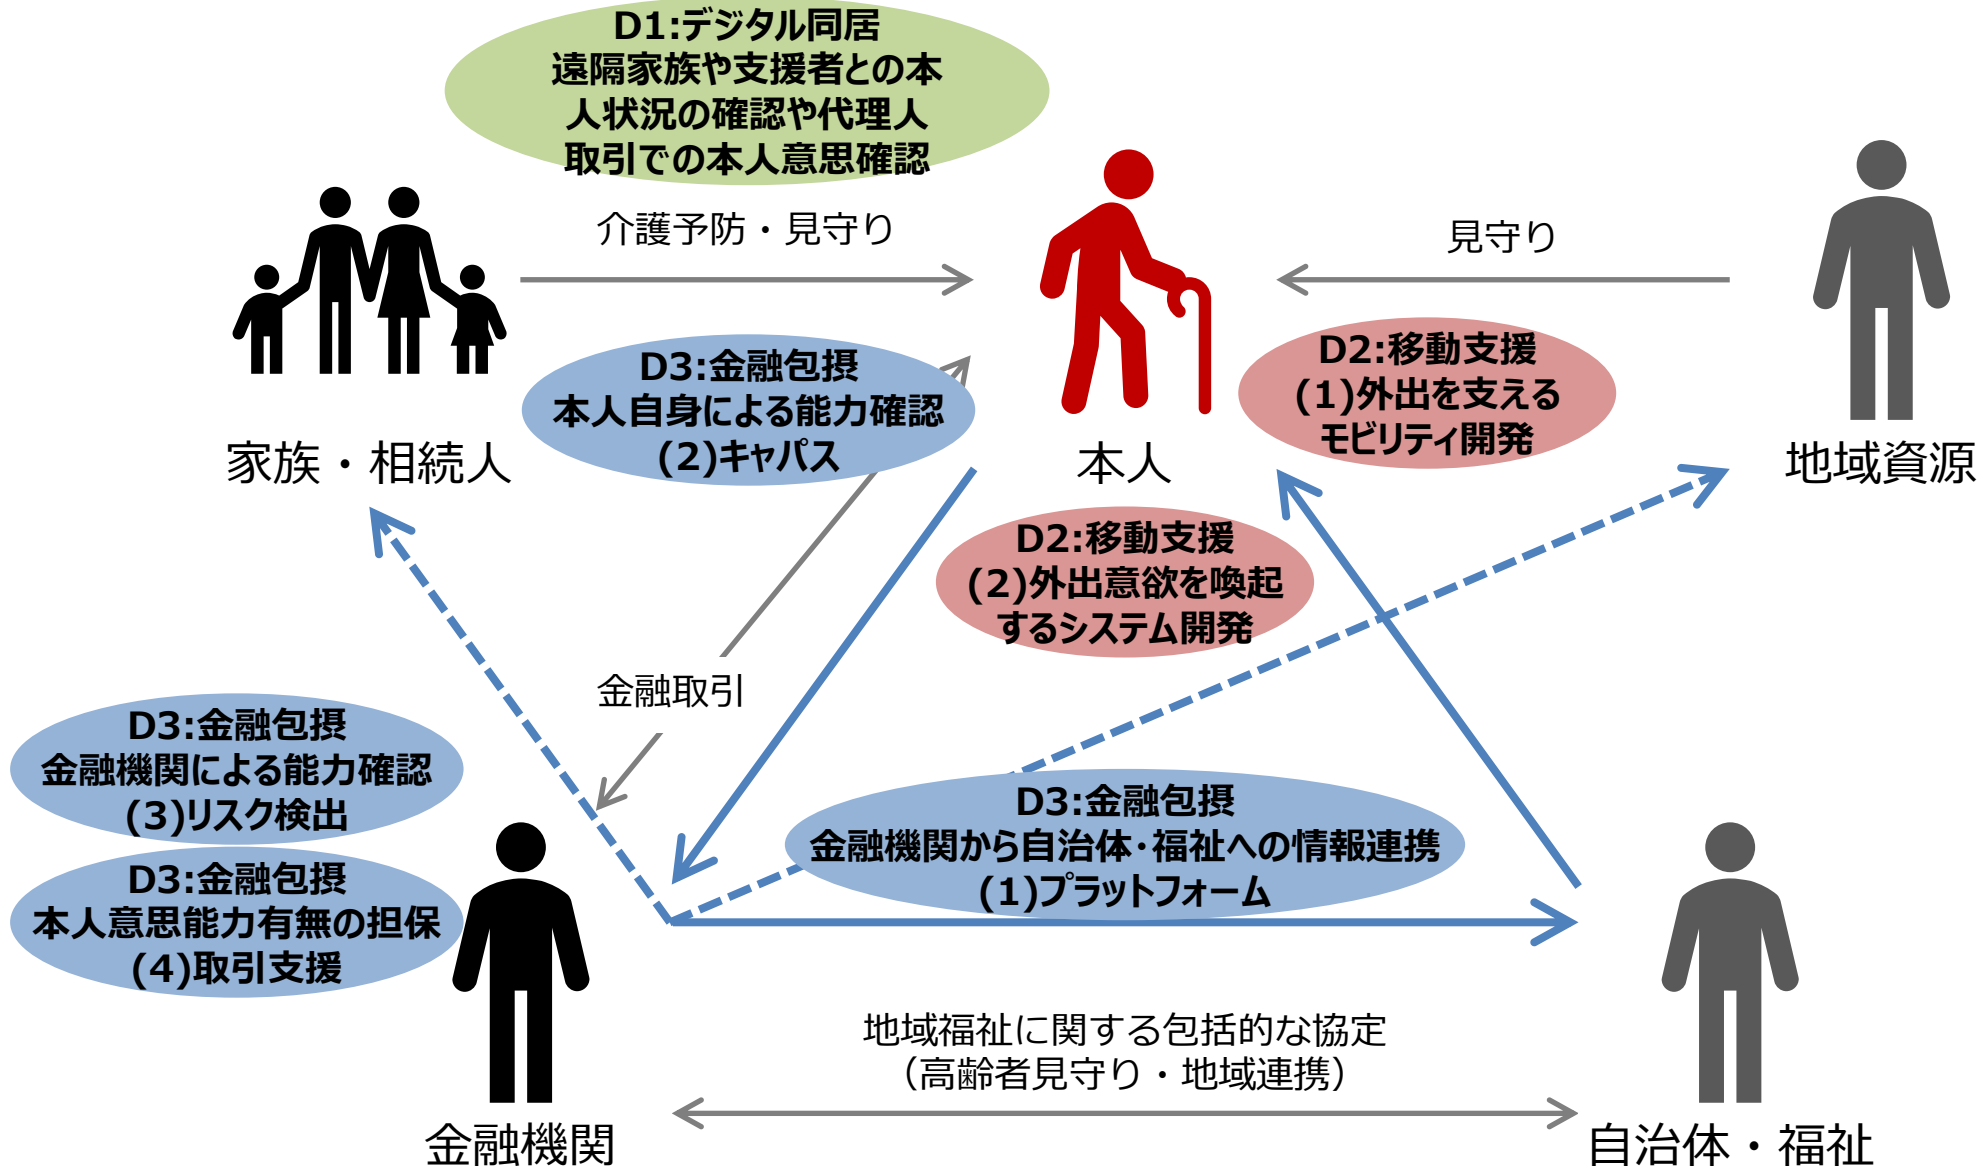 D1:デジタル同居
遠隔家族や支援者との本
人状況の確認や代理人
取引での本人意思確認
介護予防・見守り
見守り
D3:金融包摂
本人自身による能力確認
(2)キャパス
D2:移動支援
(1)外出を支える
モビリティ開発
家族・相続人
本人
地域資源
D2:移動支援
(2)外出意欲を喚起
するシステム開発
金融取引
D3:金融包摂
金融機関による能力確認
(3)リスク検出
D3:金融包摂
金融機関から自治体・福祉への情報連携
(1)プラットフォーム
D3:金融包摂
本人意思能力有無の担保
(4)取引支援
地域福祉に関する包括的な協定
（高齢者見守り・地域連携）
金融機関
自治体・福祉